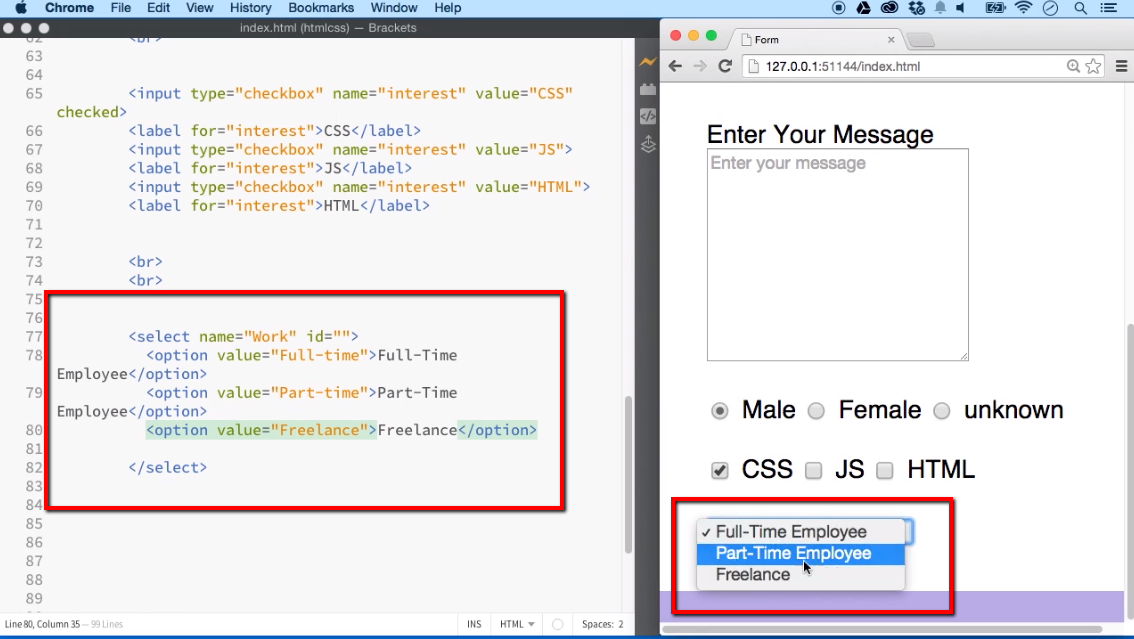 Chrome File Edit View History Bookmarks Window Help
index.html (htmlcss) — Brackets
62 <br>
63
64
65 <input type="checkbox" name="interest" value="CSS"
checked>
66 <label for="interest">CSS</label>
67 <input type="checkbox" name="interest" value="JS">
68 <label for="interest">JS</label>
69 <input type="checkbox" name="interest" value="HTML">
70 <label for="interest">HTML</label>
71
72
73 <br>
74 <br>
75
76
77 <select name="Work" id="">
78 <option value="Full-time">Full-Time
Employee</option>
79 <option value="Part-time">Part-Time
Employee</option>
80 <option value="Freelance">Freelance</option>
81
82 </select>
83
84
85
86
87
88
89
Line 80, Column 35 — 99 Lines
INS HTML Spaces: 2
Form
127.0.0.1:51144/index.html
Enter Your Message
Enter your message
Male Female unknown
CSS JS HTML
Full-Time Employee
Part-Time Employee
Freelance